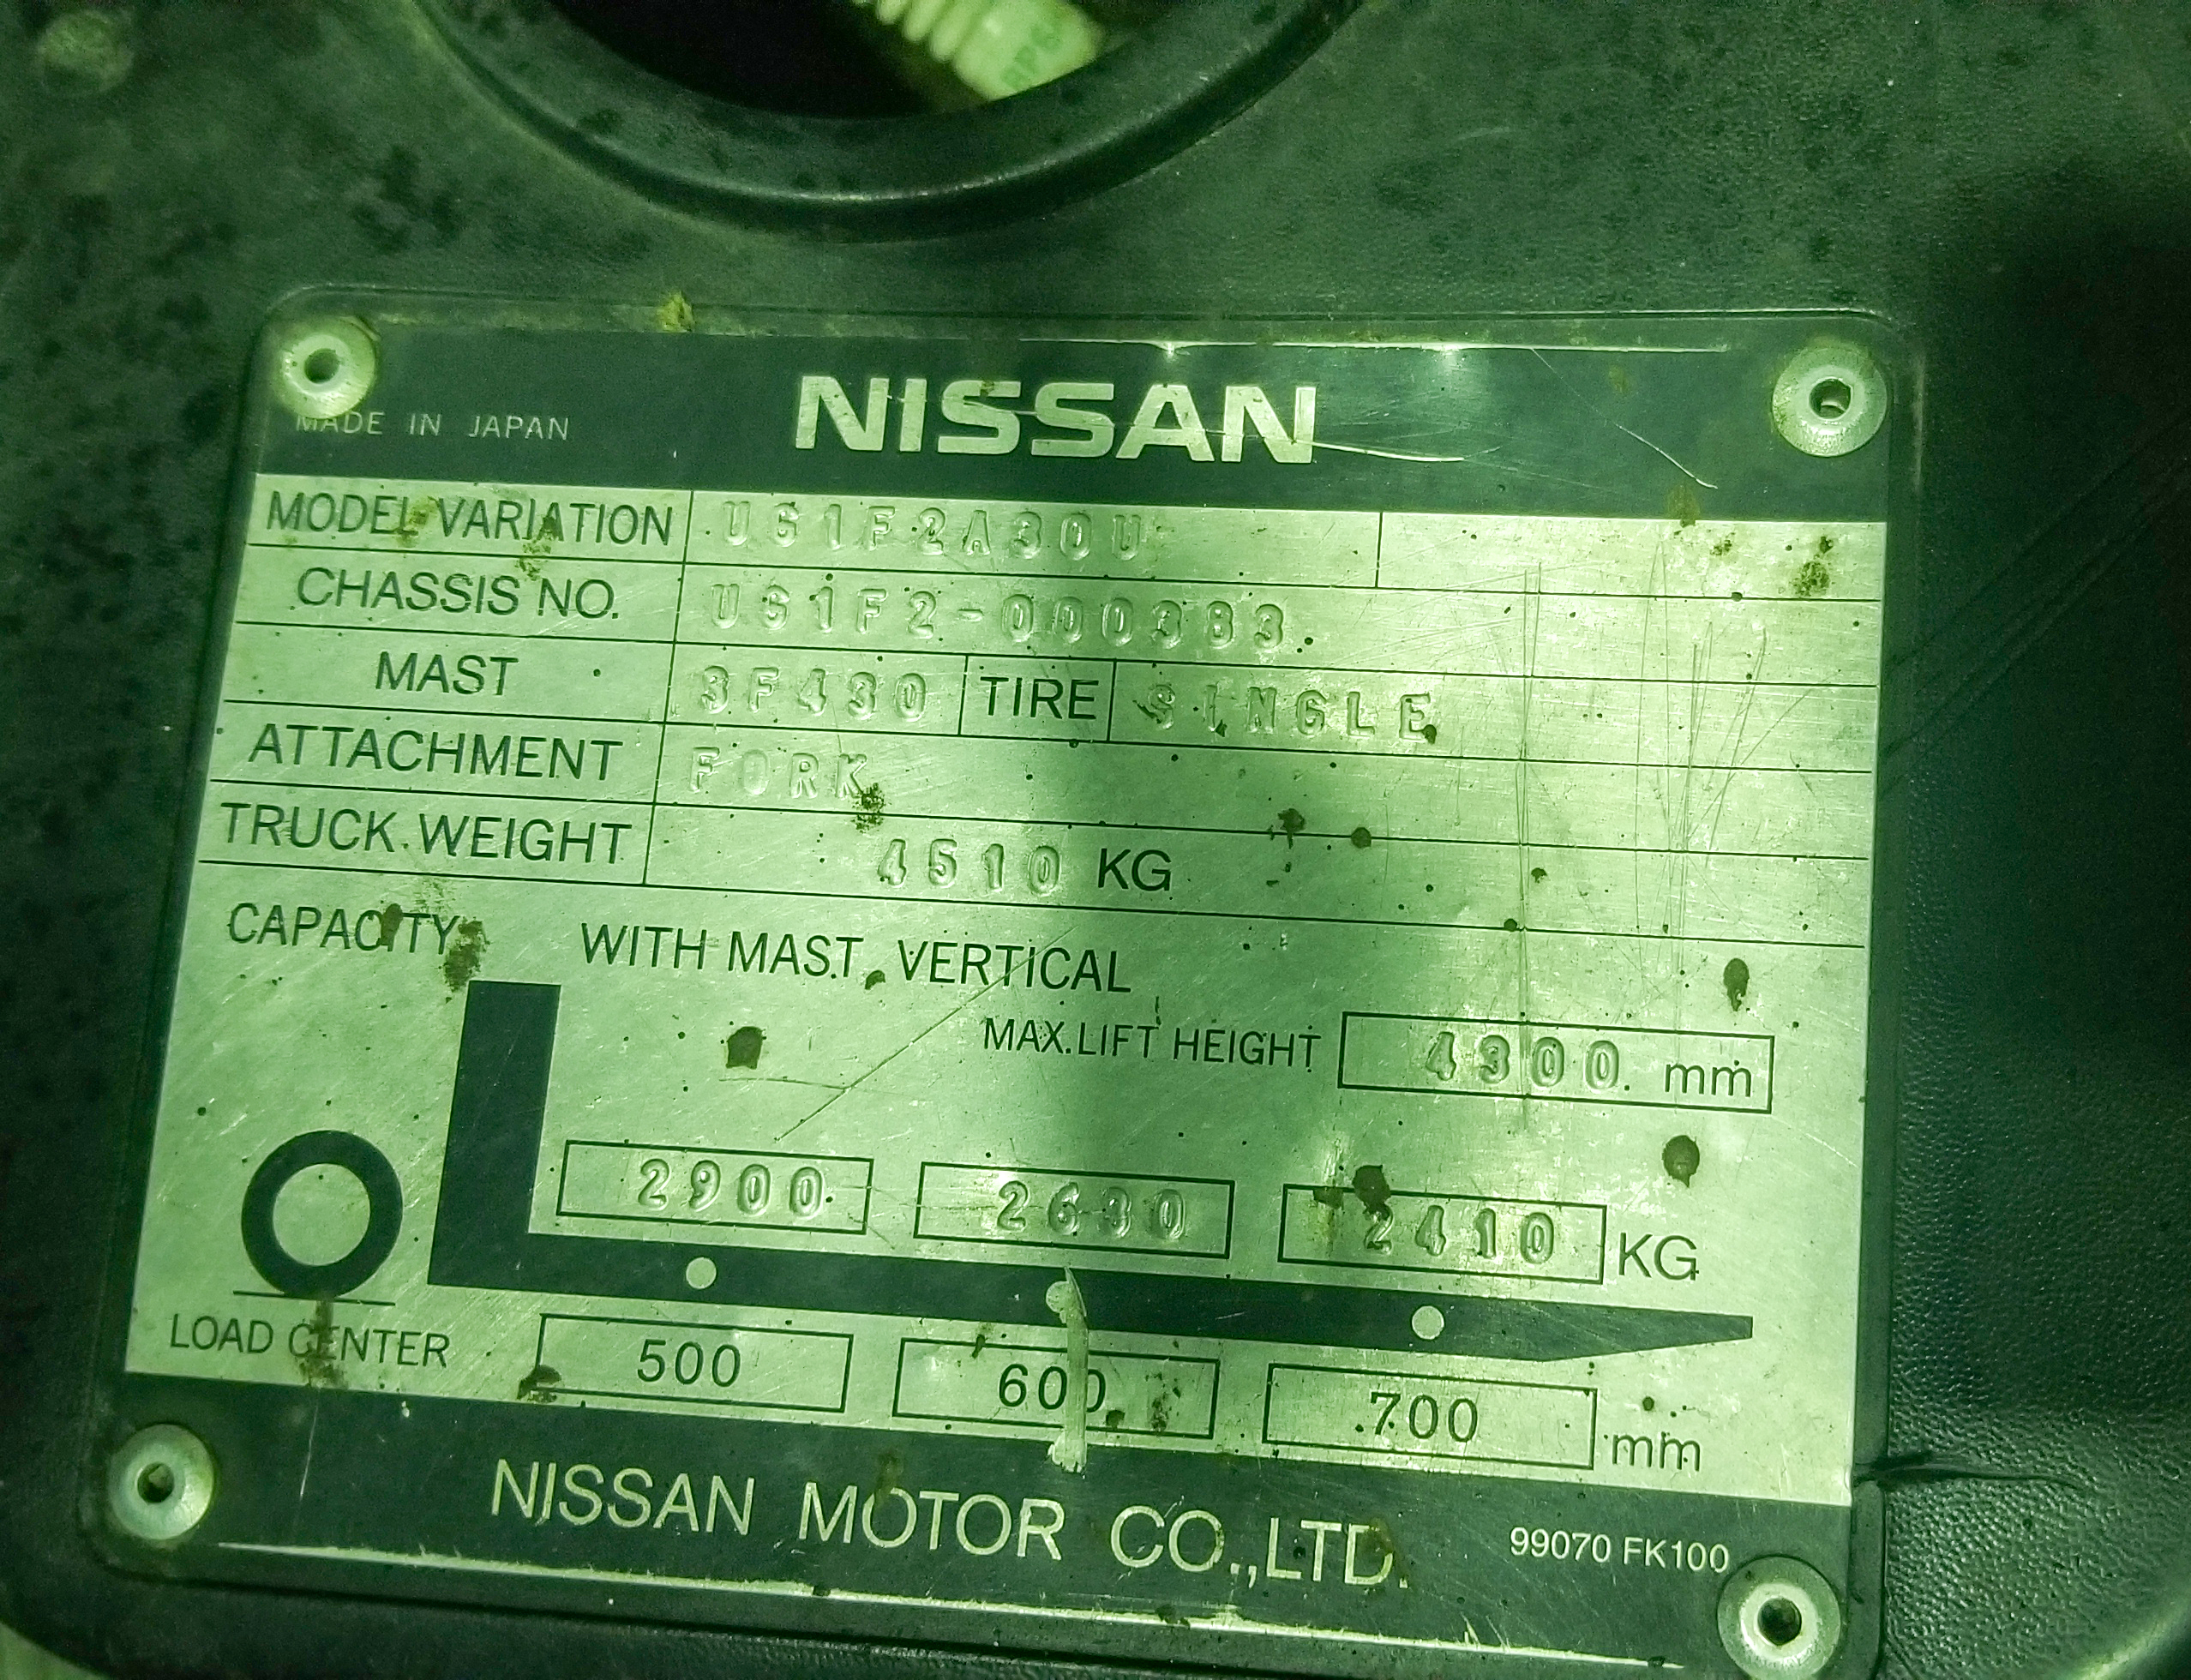 NISSAN
MADE IN JAPAN
MODEL VARIATION UG1F2A30U
CHASSIS NO. UG1F2-000383
MAST 3F430 TIRE SINGLE
ATTACHMENT FORK
TRUCK WEIGHT 4510 KG
CAPACITY WITH MAST VERTICAL
MAX.LIFT HEIGHT 4300 mm
2900 2630 2410 KG
LOAD CENTER 500 600 700 mm
NISSAN MOTOR CO.,LTD.
99070 FK100